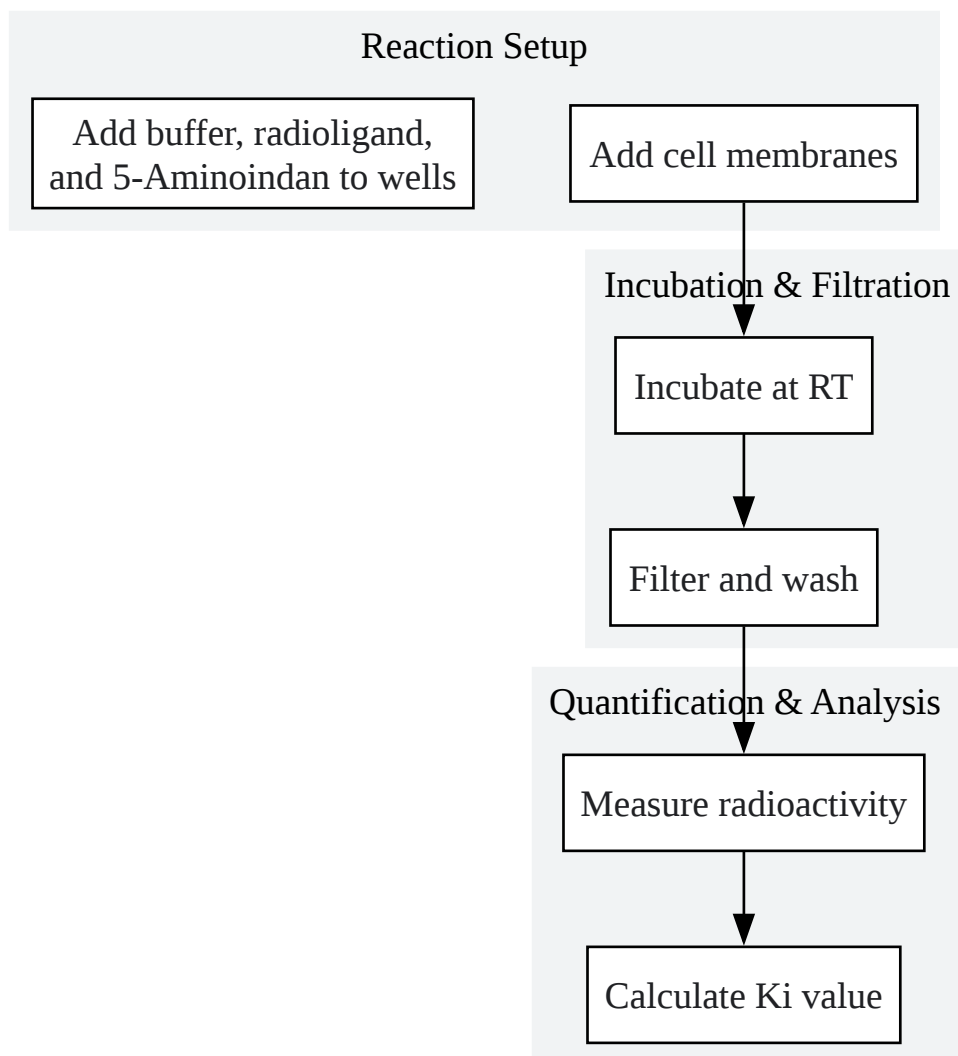 Reaction Setup
Add buffer, radioligand,
and 5-Aminoindan to wells
Add cell membranes
Incubation & Filtration
Incubate at RT
Filter and wash
Quantification & Analysis
Measure radioactivity
Calculate Ki value